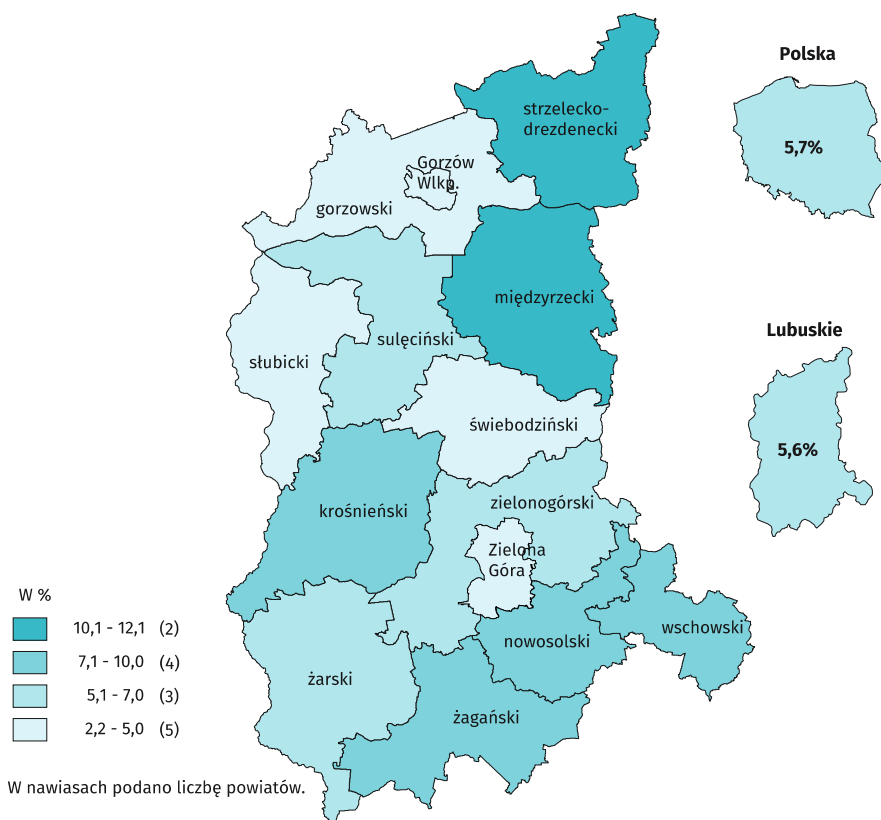 Polska
5,7%
strzelecko-
drezdenecki
Gorzów
Wlkp.
gorzowski
międzyrzecki
Lubuskie
5,6%
sulęciński
słubicki
świebodziński
zielonogórski
krośnieński
Zielona
Góra
nowosolski
wschowski
żarski
żagański
W %
10,1 - 12,1 (2)
7,1 - 10,0 (4)
5,1 - 7,0 (3)
2,2 - 5,0 (5)
W nawiasach podano liczbę powiatów.